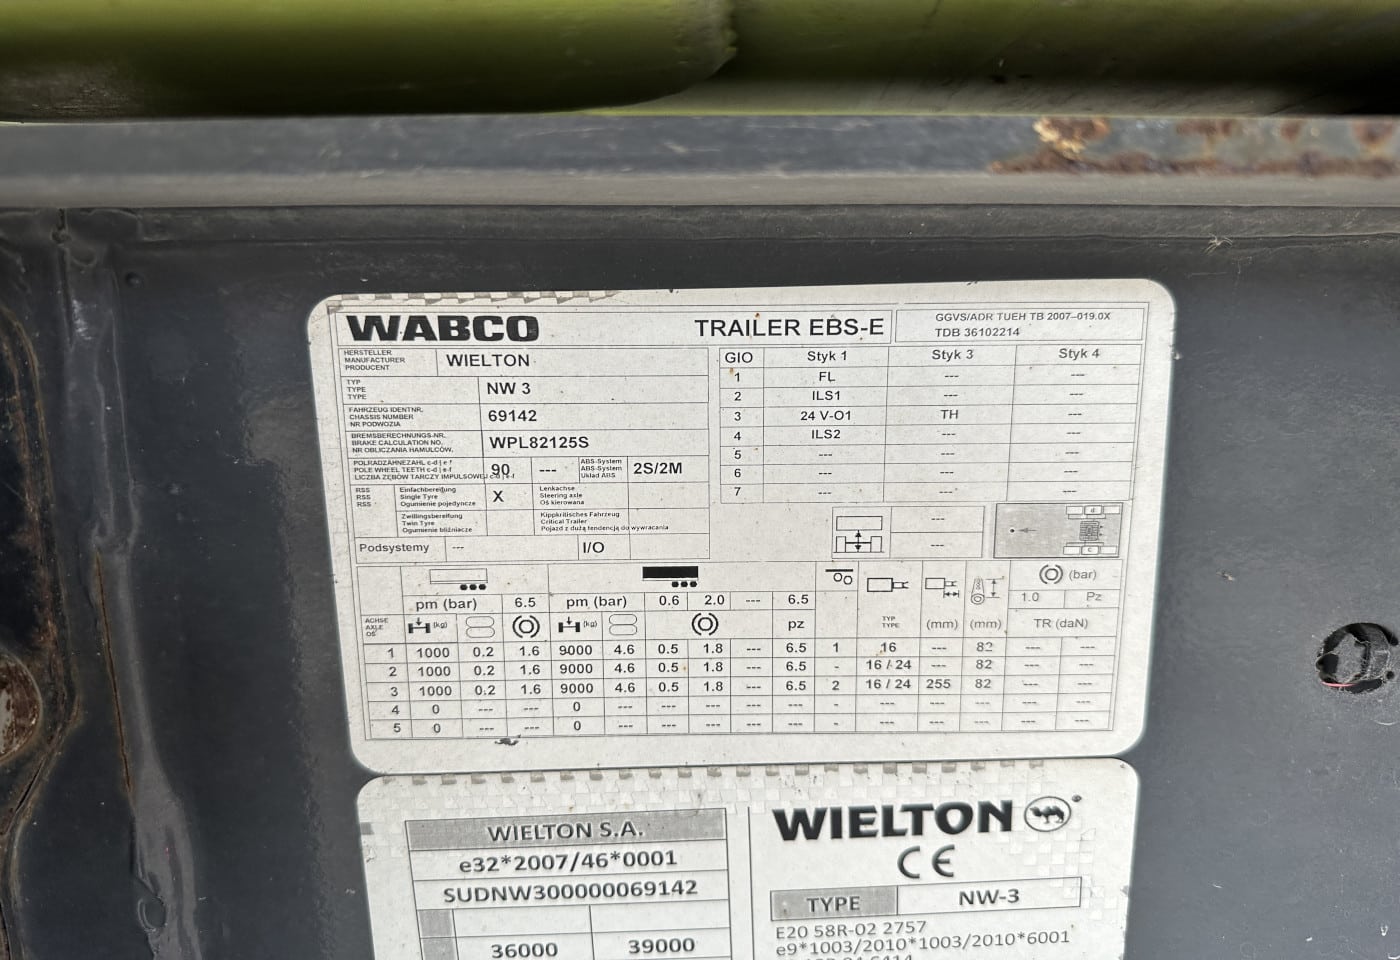 WABCO TRAILER EBS-E GGVS/ADR TUEH TB 2007-019.0X
TDB 36102214
HERSTELLER
MANUFACTURER
PRODUCENT
WIELTON
TYP
TYPE
TYPE
NW 3
FAHRZEUG IDENTNR.
CHASSIS NUMBER
NR PODWOZIA
69142
BREMSBERECHNUNGS-NR.
BRAKE CALCULATION NO.
NR OBLICZANIA HAMULCÓW.
WPL82125S
POLRADZÄHNEZAHL c-d | e-f
POLE WHEEL TEETH c-d | e-f
LICZBA ZĘBÓW TARCZY IMPULSOWEJ c-d | e-f
90 ---
ABS-System
ABS-System
Układ ABS
2S/2M
RSS
RSS
RSS
Einfachbereifung
Single Tyre
Ogumienie pojedyncze
X
Lenkachse
Steering axle
Oś kierowana
Zwillingsbereifung
Twin Tyre
Ogumienie bliźniacze
Kippkritisches Fahrzeug
Critical Trailer
Pojazd z dużą tendencją do wywracania
Podsystemy --- I/O
GIO Styk 1 Styk 3 Styk 4
1 FL --- ---
2 ILS1 --- ---
3 24 V-O1 TH ---
4 ILS2 --- ---
5 --- --- ---
6 --- --- ---
7 --- --- ---
---
---
d
c
pm (bar) 6.5 pm (bar) 0.6 2.0 --- 6.5
(bar)
1.0 Pz
ACHSE
AXLE
OŚ
(kg) (kg) pz
TYP
TYPE
(mm) (mm) TR (daN)
1 1000 0.2 1.6 9000 4.6 0.5 1.8 --- 6.5 1 16 --- 82 --- ---
2 1000 0.2 1.6 9000 4.6 0.5 1.8 --- 6.5 - 16 / 24 --- 82 --- ---
3 1000 0.2 1.6 9000 4.6 0.5 1.8 --- 6.5 2 16 / 24 255 82 --- ---
4 0 --- --- 0 --- --- --- --- --- - --- --- --- --- ---
5 0 --- --- 0 --- --- --- --- --- - --- --- --- --- ---
WIELTON S.A.
e32*2007/46*0001
SUDNW300000069142
36000 39000
WIELTON
CE
TYPE NW-3
E20 58R-02 2757
e9*1003/2010*1003/2010*6001